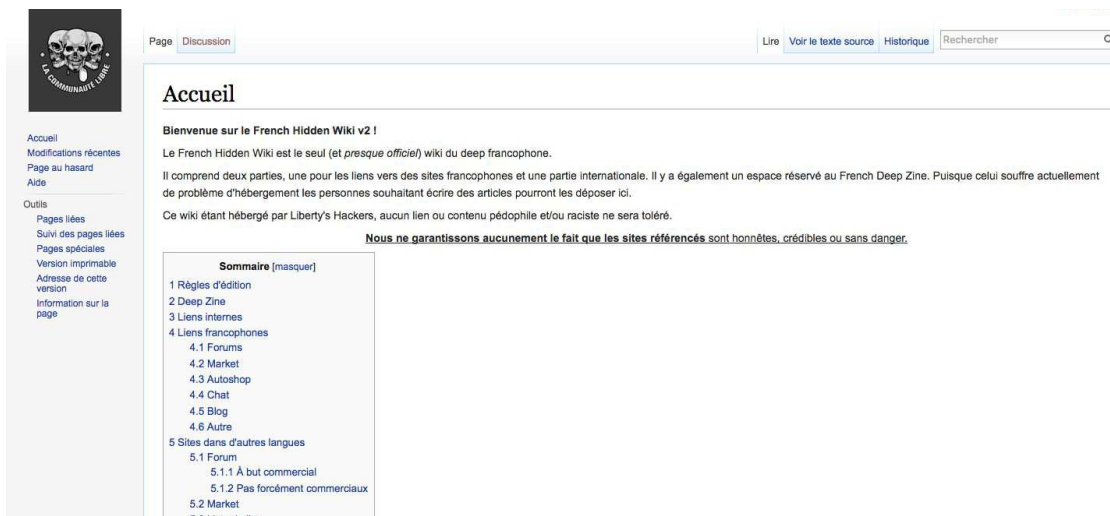 LA COMMUNAUTÉ LIBRE
Page Discussion
Lire Voir le texte source Historique Rechercher
Accueil
Bienvenue sur le French Hidden Wiki v2 !
Le French Hidden Wiki est le seul (et presque officiel) wiki du deep francophone.
Il comprend deux parties, une pour les liens vers des sites francophones et une partie internationale. Il y a également un espace réservé au French Deep Zine. Puisque celui souffre actuellement
de problème d'hébergement les personnes souhaitant écrire des articles pourront les déposer ici.
Ce wiki étant hébergé par Liberty's Hackers, aucun lien ou contenu pédophile et/ou raciste ne sera toléré.
Nous ne garantissons aucunement le fait que les sites référencés sont honnêtes, crédibles ou sans danger.
Accueil
Modifications récentes
Page au hasard
Aide
Outils
Pages liées
Suivi des pages liées
Pages spéciales
Version imprimable
Adresse de cette
version
Information sur la
page
Sommaire [masquer]
1 Règles d'édition
2 Deep Zine
3 Liens internes
4 Liens francophones
4.1 Forums
4.2 Market
4.3 Autoshop
4.4 Chat
4.5 Blog
4.6 Autre
5 Sites dans d'autres langues
5.1 Forum
5.1.1 À but commercial
5.1.2 Pas forcément commerciaux
5.2 Market